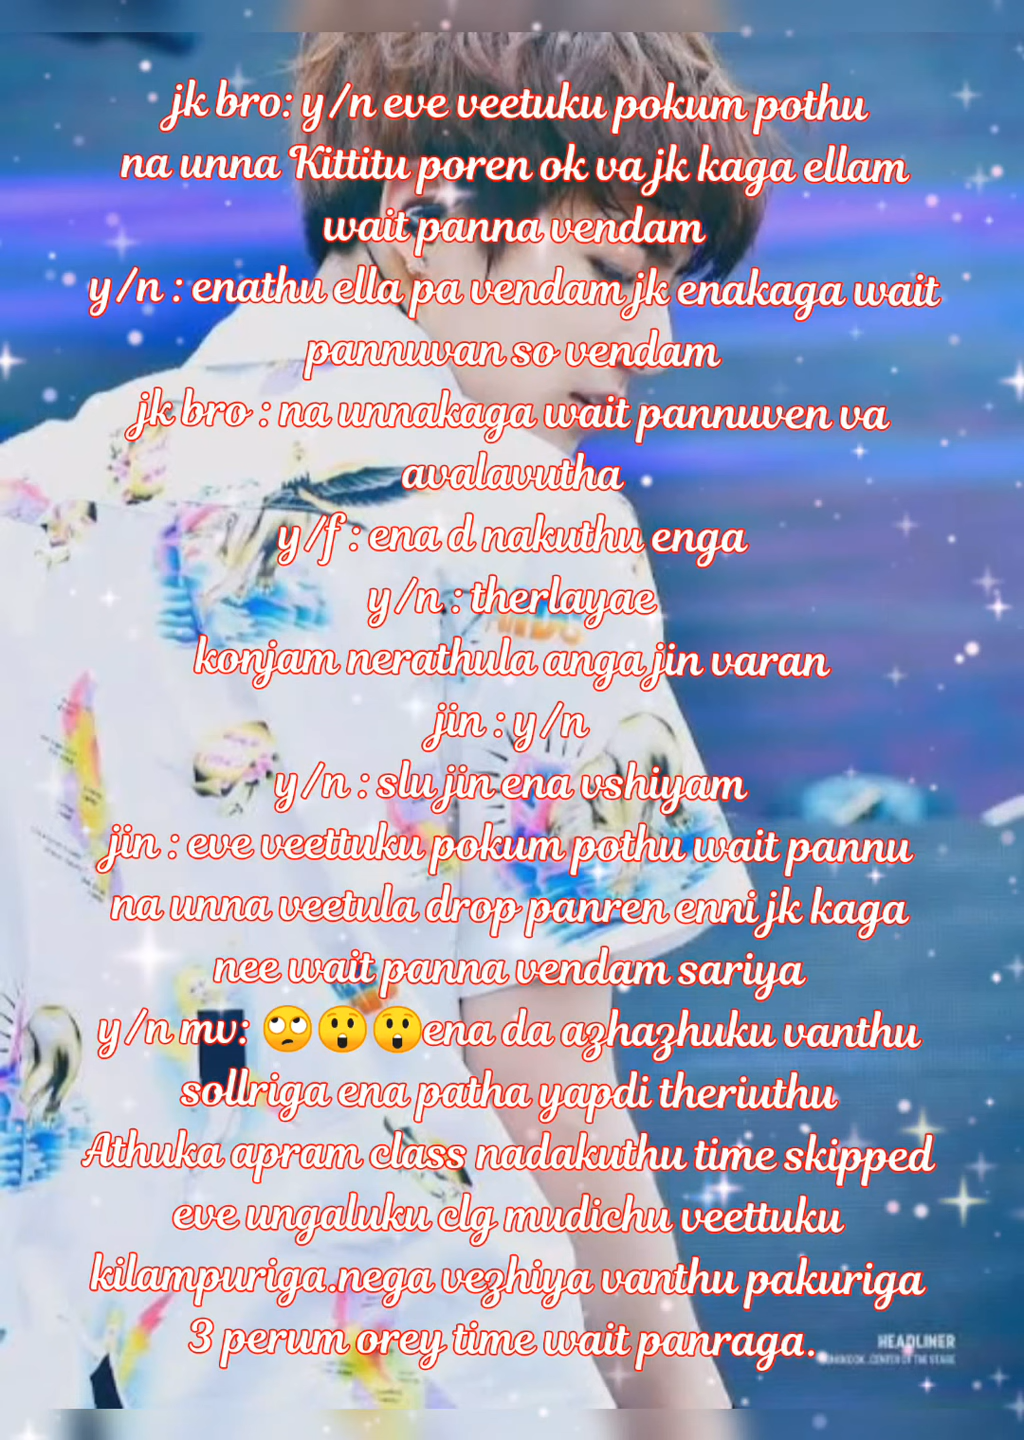 jk bro: y/n eve veetuku pokum pothu
na unna Kittitu poren ok va jk kaga ellam
wait panna vendam
y/n : enathu ella pa vendam jk enakaga wait
pannuvan so vendam
jk bro : na unnakaga wait pannuven va
avalavutha
y/f : ena d nakuthu enga
y/n : therlayae
konjam nerathula anga jin varan
jin : y/n
y/n : slu jin ena vshiyam
jin : eve veettuku pokum pothu wait pannu
na unna veetula drop panren enni jk kaga
nee wait panna vendam sariya
y/n mv: 🙄😲😲ena da azhazhuku vanthu
sollriga ena patha yapdi theriuthu
Athuka apram class nadakuthu time skipped
eve ungaluku clg mudichu veettuku
kilampuriga.nega vezhiya vanthu pakuriga
3 perum orey time wait panraga.
HEADLINER
CENTER OF THE STAGE